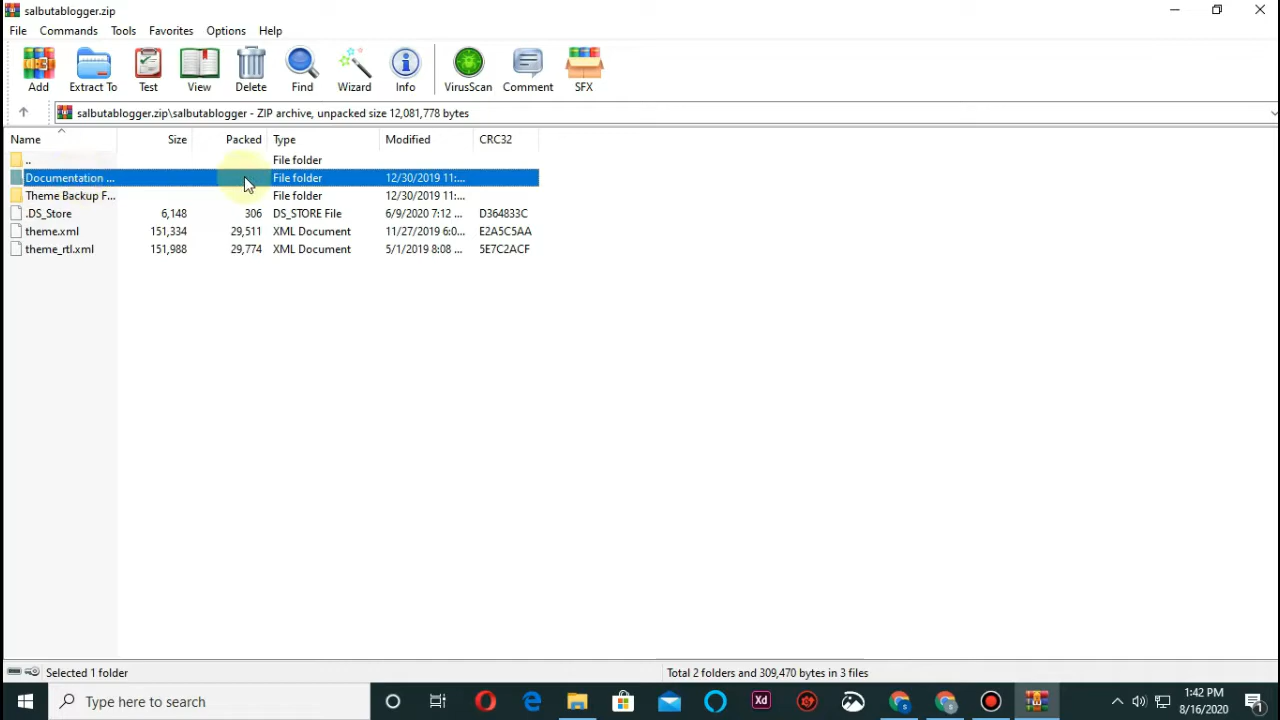 salbutablogger.zip
File Commands Tools Favorites Options Help
Add Extract To Test View Delete Find Wizard Info VirusScan Comment SFX
salbutablogger.zip\salbutablogger - ZIP archive, unpacked size 12,081,778 bytes
Name Size Packed Type Modified CRC32
.. File folder
Documentation ... File folder 12/30/2019 11:...
Theme Backup F... File folder 12/30/2019 11:...
.DS_Store 6,148 306 DS_STORE File 6/9/2020 7:12 ... D364833C
theme.xml 151,334 29,511 XML Document 11/27/2019 6:0... E2A5C5AA
theme_rtl.xml 151,988 29,774 XML Document 5/1/2019 8:08 ... 5E7C2ACF
Selected 1 folder Total 2 folders and 309,470 bytes in 3 files
Type here to search Xd 1:42 PM
8/16/2020 1